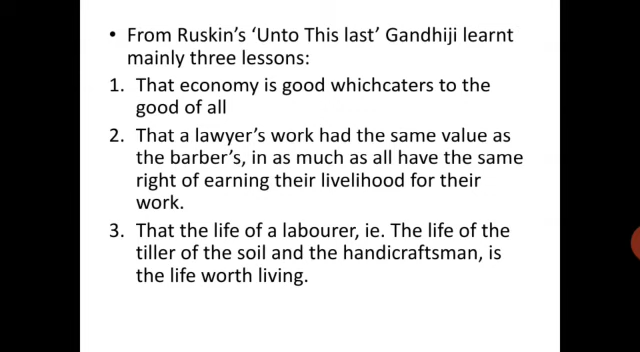 • From Ruskin's 'Unto This last' Gandhiji learnt
mainly three lessons:
1. That economy is good whichcaters to the
good of all
2. That a lawyer's work had the same value as
the barber's, in as much as all have the same
right of earning their livelihood for their
work.
3. That the life of a labourer, ie. The life of the
tiller of the soil and the handicraftsman, is
the life worth living.